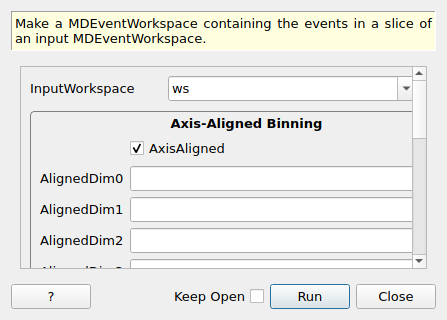 Make a MDEventWorkspace containing the events in a slice of
an input MDEventWorkspace.
InputWorkspace ws
Axis-Aligned Binning
AxisAligned
AlignedDim0
AlignedDim1
AlignedDim2
? Keep Open Run Close